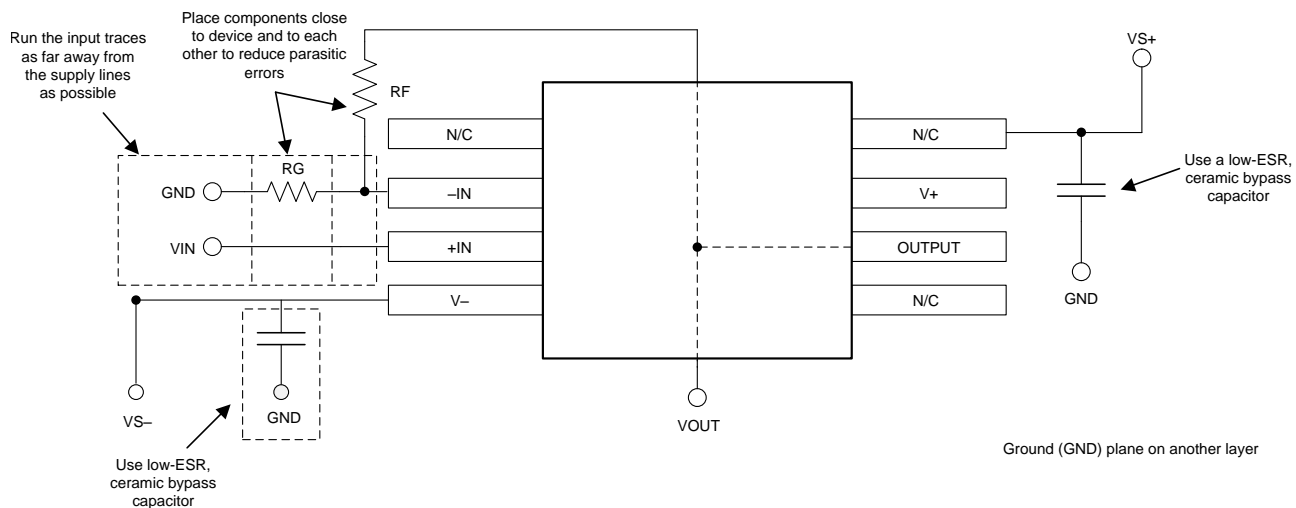 Run the input traces
as far away from
the supply lines
as possible
Place components close
to device and to each
other to reduce parasitic
errors
VS+
RF
N/C
N/C
RG
Use a low-ESR,
ceramic bypass
capacitor
GND
–IN
V+
VIN
+IN
OUTPUT
V–
N/C
GND
VS–
GND
VOUT
Use low-ESR,
ceramic bypass
capacitor
Ground (GND) plane on another layer